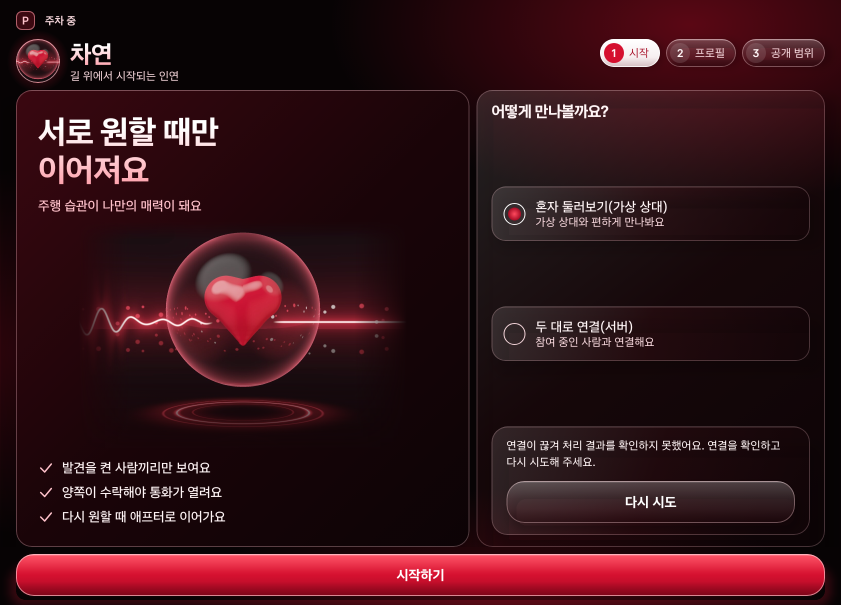 P 주차 중
차연
길 위에서 시작되는 인연
1 시작
2 프로필
3 공개 범위
서로 원할 때만
이어져요
주행 습관이 나만의 매력이 돼요
발견을 켠 사람끼리만 보여요
양쪽이 수락해야 통화가 열려요
다시 원할 때 애프터로 이어가요
어떻게 만나볼까요?
혼자 둘러보기(가상 상대)
가상 상대와 편하게 만나봐요
두 대로 연결(서버)
참여 중인 사람과 연결해요
연결이 끊겨 처리 결과를 확인하지 못했어요. 연결을 확인하고
다시 시도해 주세요.
다시 시도
시작하기